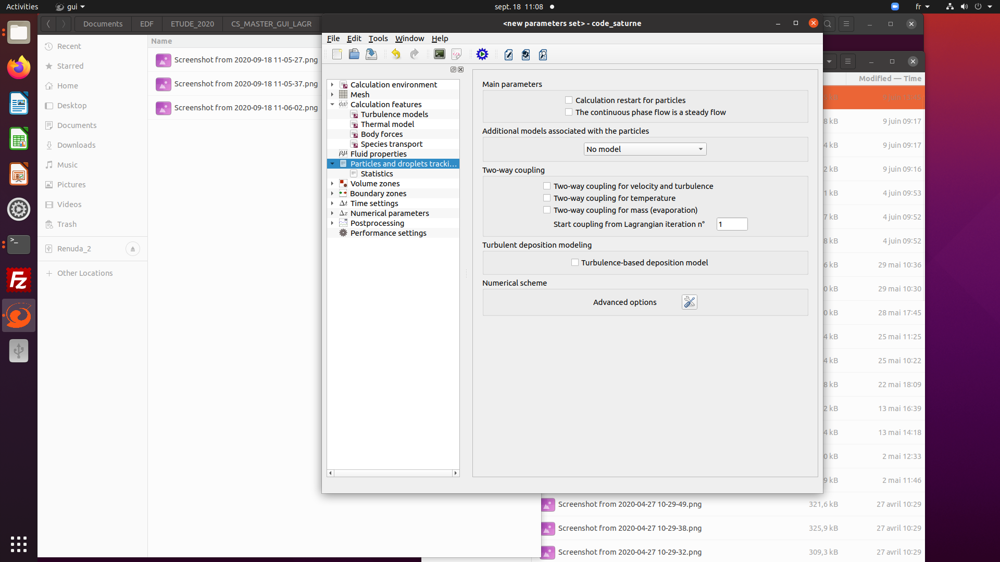 Activities
gui
sept. 18 11:08
fr
Documents
EDF
ETUDE_2020
CS_MASTER_GUI_LAGR
Recent
Starred
Home
Desktop
Documents
Downloads
Music
Pictures
Videos
Trash
Renuda_2
Other Locations
Name
Screenshot from 2020-09-18 11-05-27.png
Screenshot from 2020-09-18 11-05-37.png
Screenshot from 2020-09-18 11-06-02.png
<new parameters set> - code_saturne
File Edit Tools Window Help
Calculation environment
Mesh
Calculation features
Turbulence models
Thermal model
Body forces
Species transport
Fluid properties
Particles and droplets tracki...
Statistics
Volume zones
Boundary zones
Δt Time settings
Δx Numerical parameters
Postprocessing
Performance settings
Main parameters
Calculation restart for particles
The continuous phase flow is a steady flow
Additional models associated with the particles
No model
Two-way coupling
Two-way coupling for velocity and turbulence
Two-way coupling for temperature
Two-way coupling for mass (evaporation)
Start coupling from Lagrangian iteration n° 1
Turbulent deposition modeling
Turbulence-based deposition model
Numerical scheme
Advanced options
Modified — Time
8 kB 9 juin 09:17
4 kB 9 juin 09:17
2 kB 9 juin 09:16
1 kB 4 juin 09:53
7 kB 4 juin 09:52
8 kB 4 juin 09:52
6 kB 29 mai 10:36
0 kB 29 mai 10:30
0 kB 28 mai 17:45
4 kB 25 mai 11:25
4 kB 25 mai 10:22
8 kB 22 mai 18:09
2 kB 13 mai 16:39
4 kB 13 mai 14:18
0 kB 2 mai 12:33
9 kB 2 mai 11:46
Screenshot from 2020-04-27 10-29-49.png 321,6 kB 27 avril 10:29
Screenshot from 2020-04-27 10-29-38.png 325,9 kB 27 avril 10:29
Screenshot from 2020-04-27 10-29-32.png 309,3 kB 27 avril 10:29